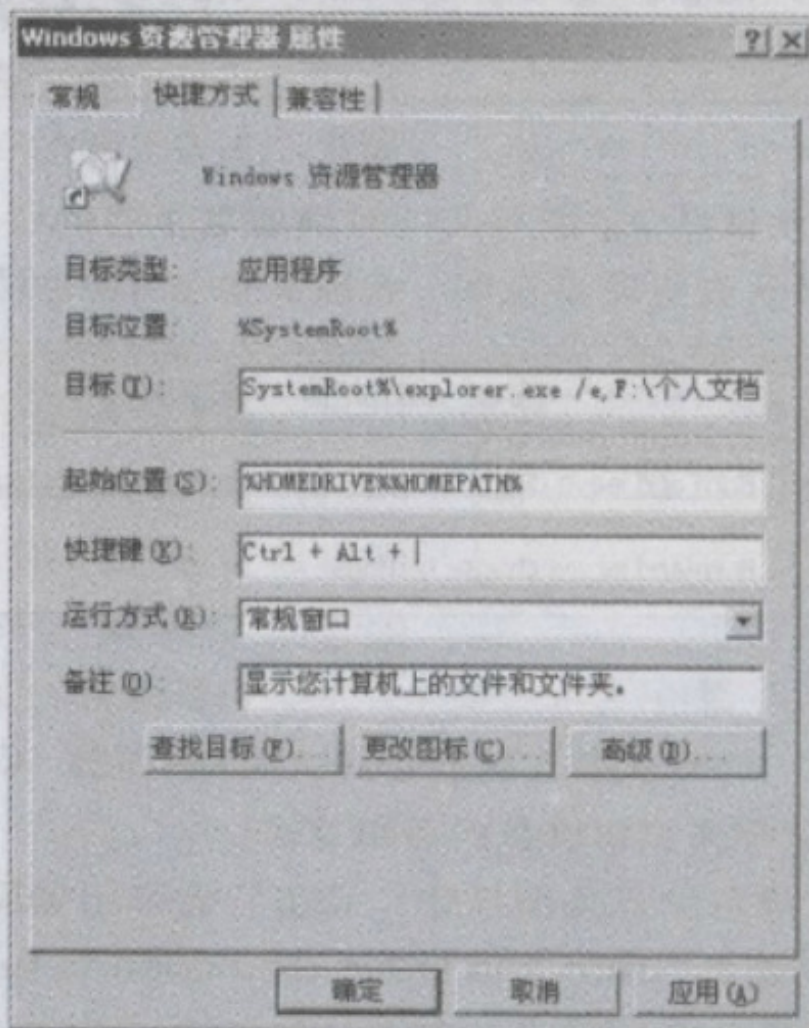 Windows 资源管理器 属性
常规 快捷方式 兼容性
Windows 资源管理器
目标类型: 应用程序
目标位置: %SystemRoot%
目标(T): SystemRoot%\explorer.exe /e,F:\个人文档
起始位置(S): %HOMEDRIVE%%HOMEPATH%
快捷键(K): Ctrl + Alt +
运行方式(R): 常规窗口
备注(O): 显示您计算机上的文件和文件夹。
查找目标(F)... 更改图标(C)... 高级(D)...
确定 取消 应用(A)